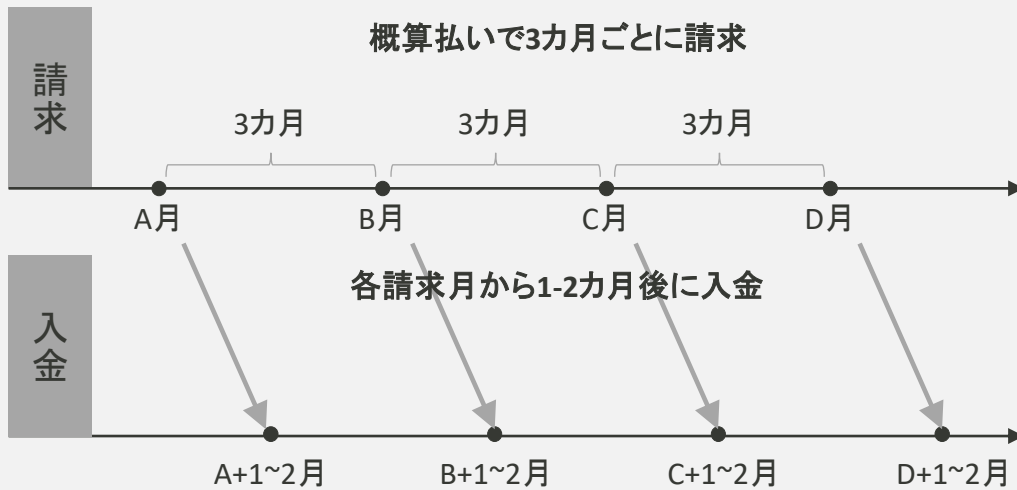 請求
概算払いで3カ月ごとに請求
3カ月
3カ月
3カ月
A月
B月
C月
D月
入金
各請求月から1-2カ月後に入金
A+1~2月
B+1~2月
C+1~2月
D+1~2月